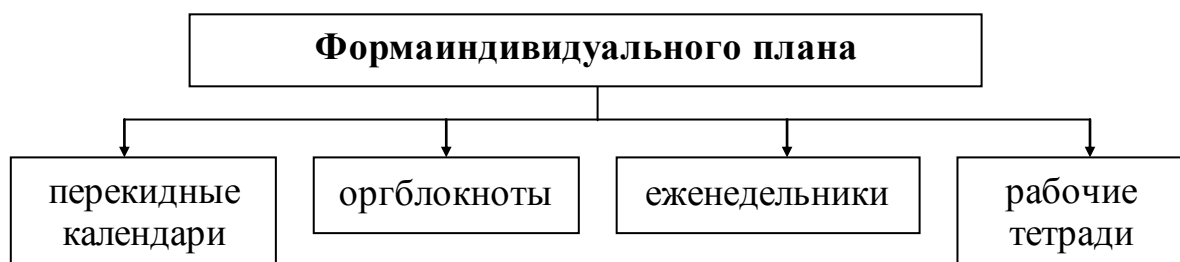 Формаиндивидуального плана
перекидные
календари
оргблокноты
еженедельники
рабочие
тетради